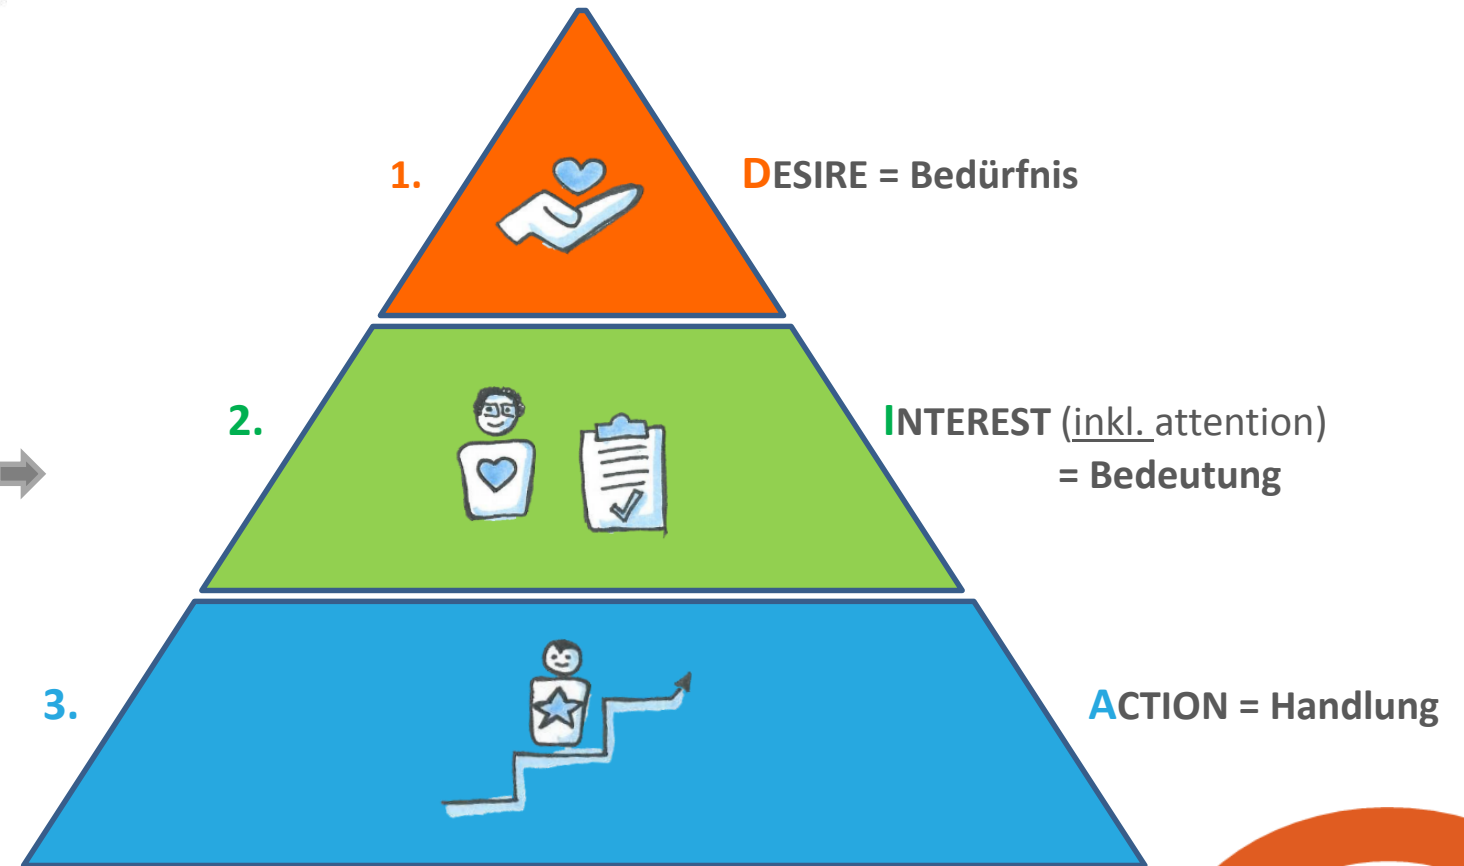 1.
DESIRE = Bedürfnis
2.
INTEREST (inkl. attention)
= Bedeutung
3.
ACTION = Handlung